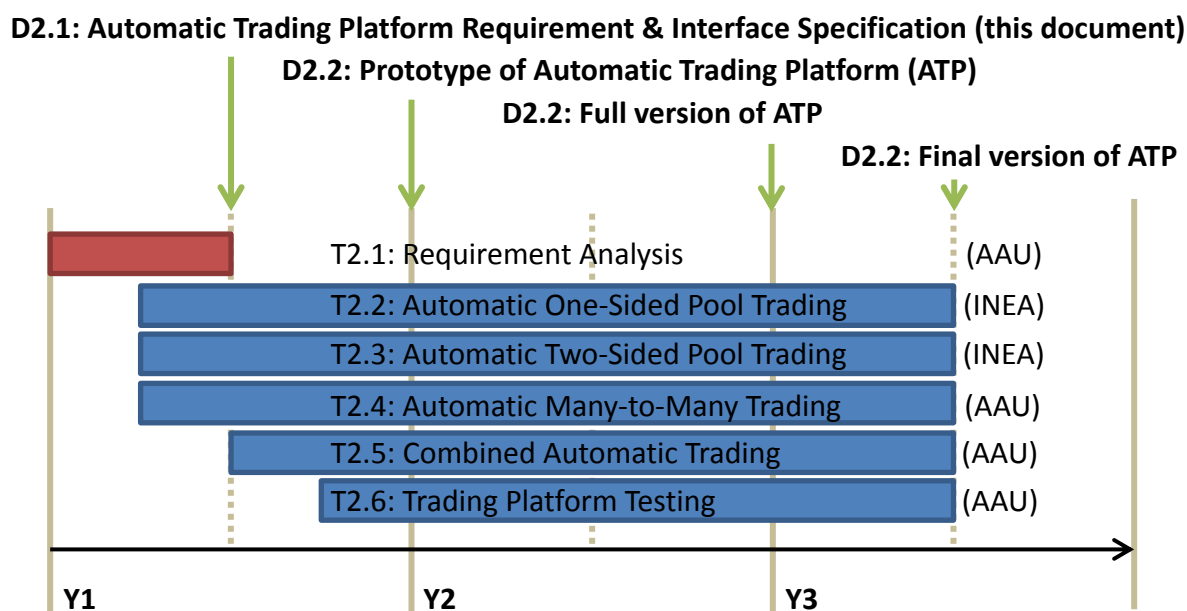 D2.1: Automatic Trading Platform Requirement & Interface Specification (this document)
D2.2: Prototype of Automatic Trading Platform (ATP)
D2.2: Full version of ATP
D2.2: Final version of ATP
T2.1: Requirement Analysis (AAU)
T2.2: Automatic One-Sided Pool Trading (INEA)
T2.3: Automatic Two-Sided Pool Trading (INEA)
T2.4: Automatic Many-to-Many Trading (AAU)
T2.5: Combined Automatic Trading (AAU)
T2.6: Trading Platform Testing (AAU)
Y1 Y2 Y3